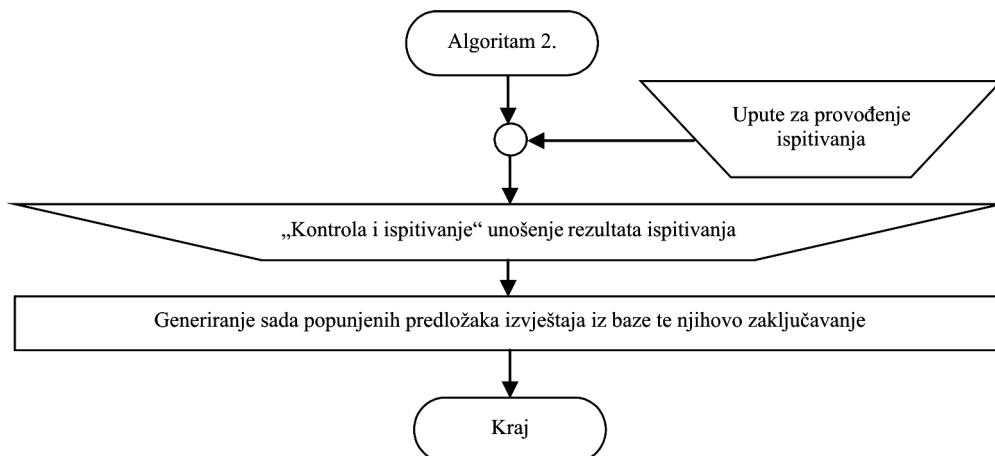 Algoritam 2.
Upute za provođenje
ispitivanja
„Kontrola i ispitivanje“ unošenje rezultata ispitivanja
Generiranje sada popunjenih predložaka izvještaja iz baze te njihovo zaključavanje
Kraj